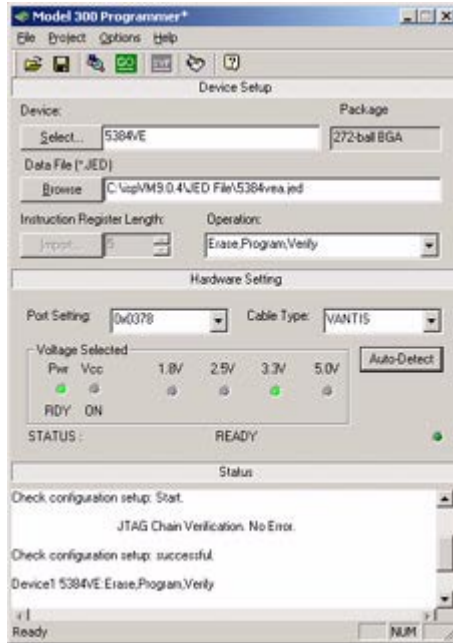 Model 300 Programmer*
File Project Options Help
GO
Device Setup
Device:
Package
Select... 5384VE
272-ball BGA
Data File (*.JED)
Browse C:\ispVM9.0.4\JED File\5384vea.jed
Instruction Register Length: Operation:
Import... 5 Erase,Program,Verify
Hardware Setting
Port Setting: 0x0378 Cable Type: VANTIS
Voltage Selected
Auto-Detect
Pwr Vcc 1.8V 2.5V 3.3V 5.0V
RDY ON
STATUS : READY
Status
Check configuration setup: Start.
JTAG Chain Verification. No Error.
Check configuration setup: successful.
Device1 5384VE: Erase,Program,Verify
Ready NUM